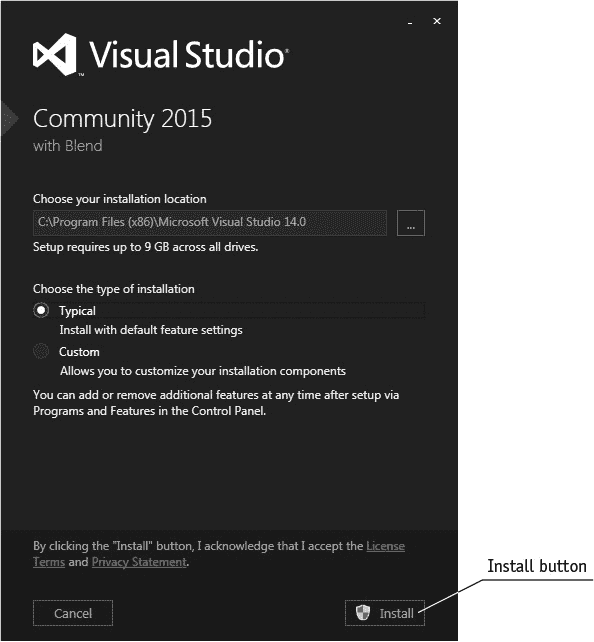 Visual Studio®
™
Community 2015
with Blend
Choose your installation location
C:\Program Files (x86)\Microsoft Visual Studio 14.0
...
Setup requires up to 9 GB across all drives.
Choose the type of installation
Typical
Install with default feature settings
Custom
Allows you to customize your installation components
You can add or remove additional features at any time after setup via
Programs and Features in the Control Panel.
By clicking the "Install" button, I acknowledge that I accept the License
Terms and Privacy Statement.
Install button
Cancel
Install